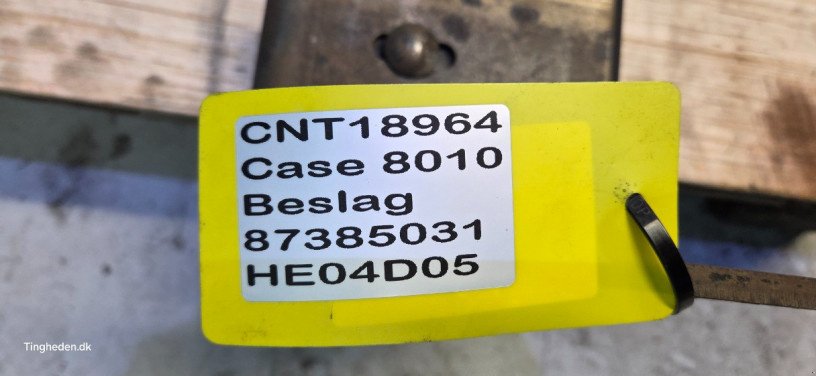 CNT18964
Case 8010
Beslag
87385031
HE04D05
Tingheden.dk